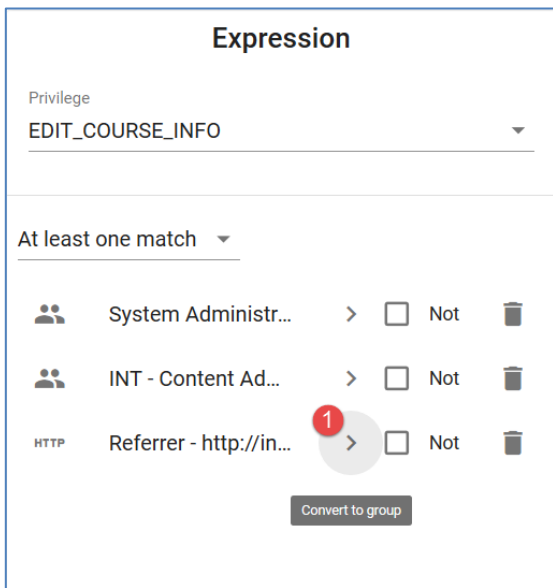 Expression
Privilege
EDIT_COURSE_INFO
At least one match
System Administr... Not
INT - Content Ad... Not
1
HTTP Referrer - http://in... Not
Convert to group